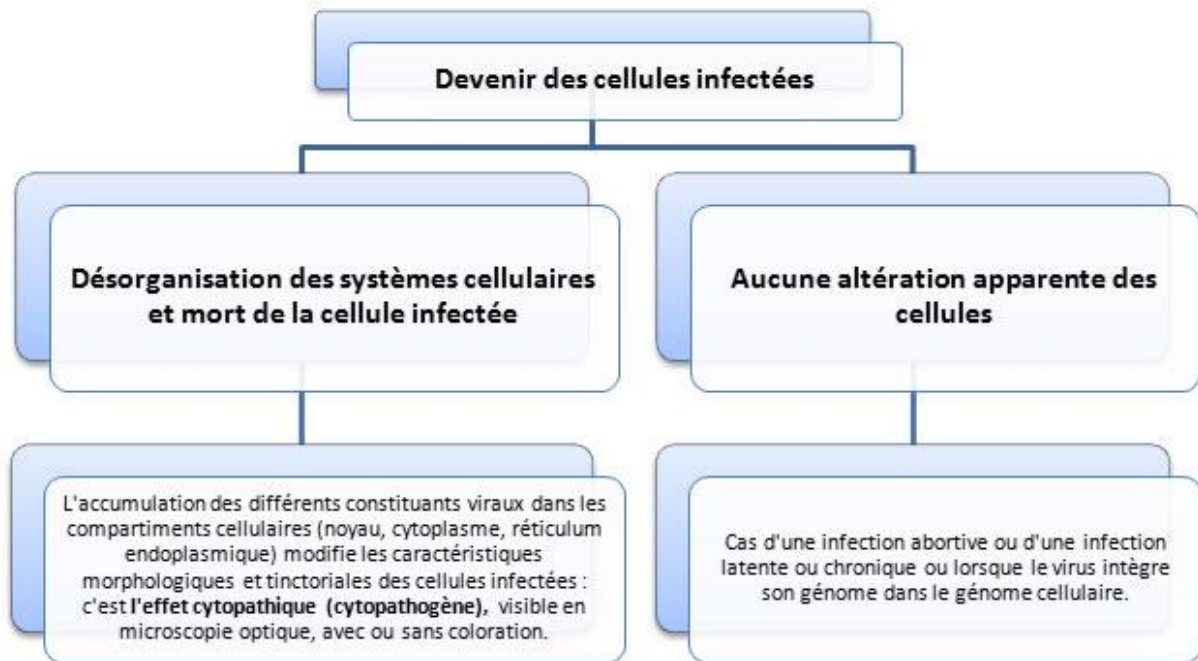 Devenir des cellules infectées
Désorganisation des systèmes cellulaires
et mort de la cellule infectée
Aucune altération apparente des
cellules
L'accumulation des différents constituants viraux dans les
compartiments cellulaires (noyau, cytoplasme, réticulum
endoplasmique) modifie les caractéristiques
morphologiques et tinctoriales des cellules infectées :
c'est l'effet cytopathique (cytopathogène), visible en
microscopie optique, avec ou sans coloration.
Cas d'une infection abortive ou d'une infection
latente ou chronique ou lorsque le virus intègre
son génome dans le génome cellulaire.